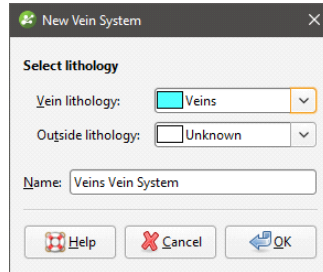 New Vein System
Select lithology
Vein lithology: Veins
Outside lithology: Unknown
Name: Veins Vein System
Help Cancel OK